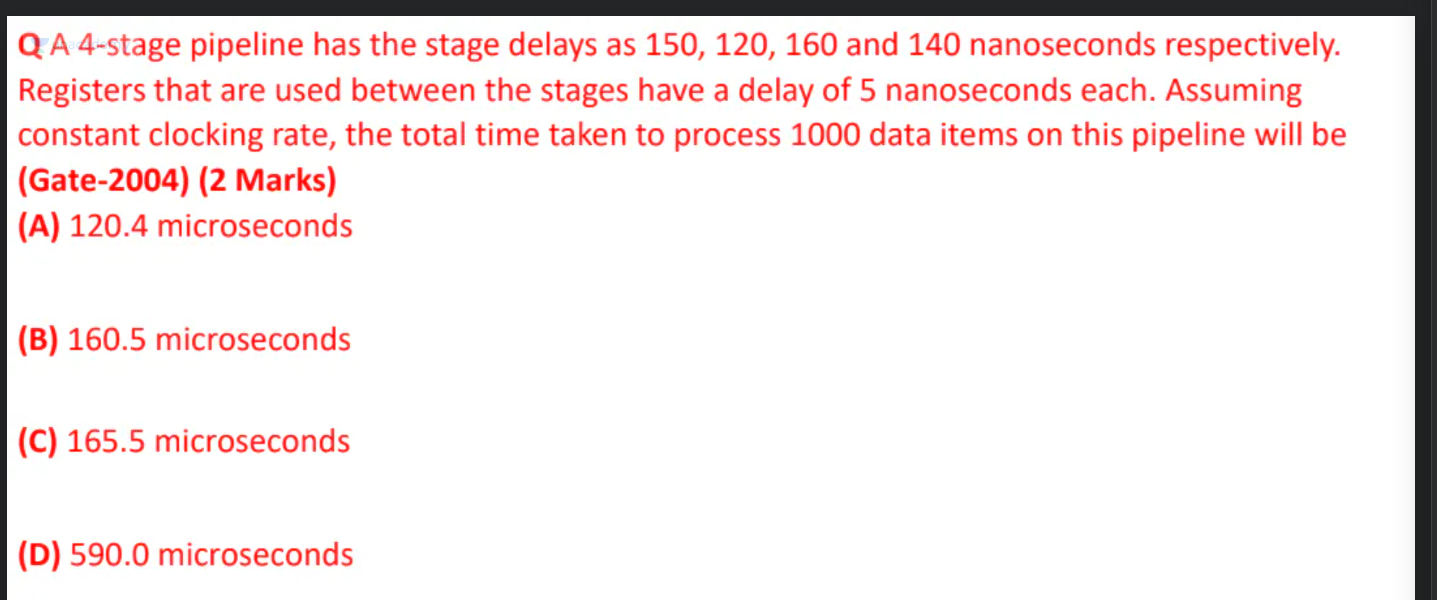 Q A 4-stage pipeline has the stage delays as 150, 120, 160 and 140 nanoseconds respectively.
Registers that are used between the stages have a delay of 5 nanoseconds each. Assuming
constant clocking rate, the total time taken to process 1000 data items on this pipeline will be
(Gate-2004) (2 Marks)
(A) 120.4 microseconds
(B) 160.5 microseconds
(C) 165.5 microseconds
(D) 590.0 microseconds